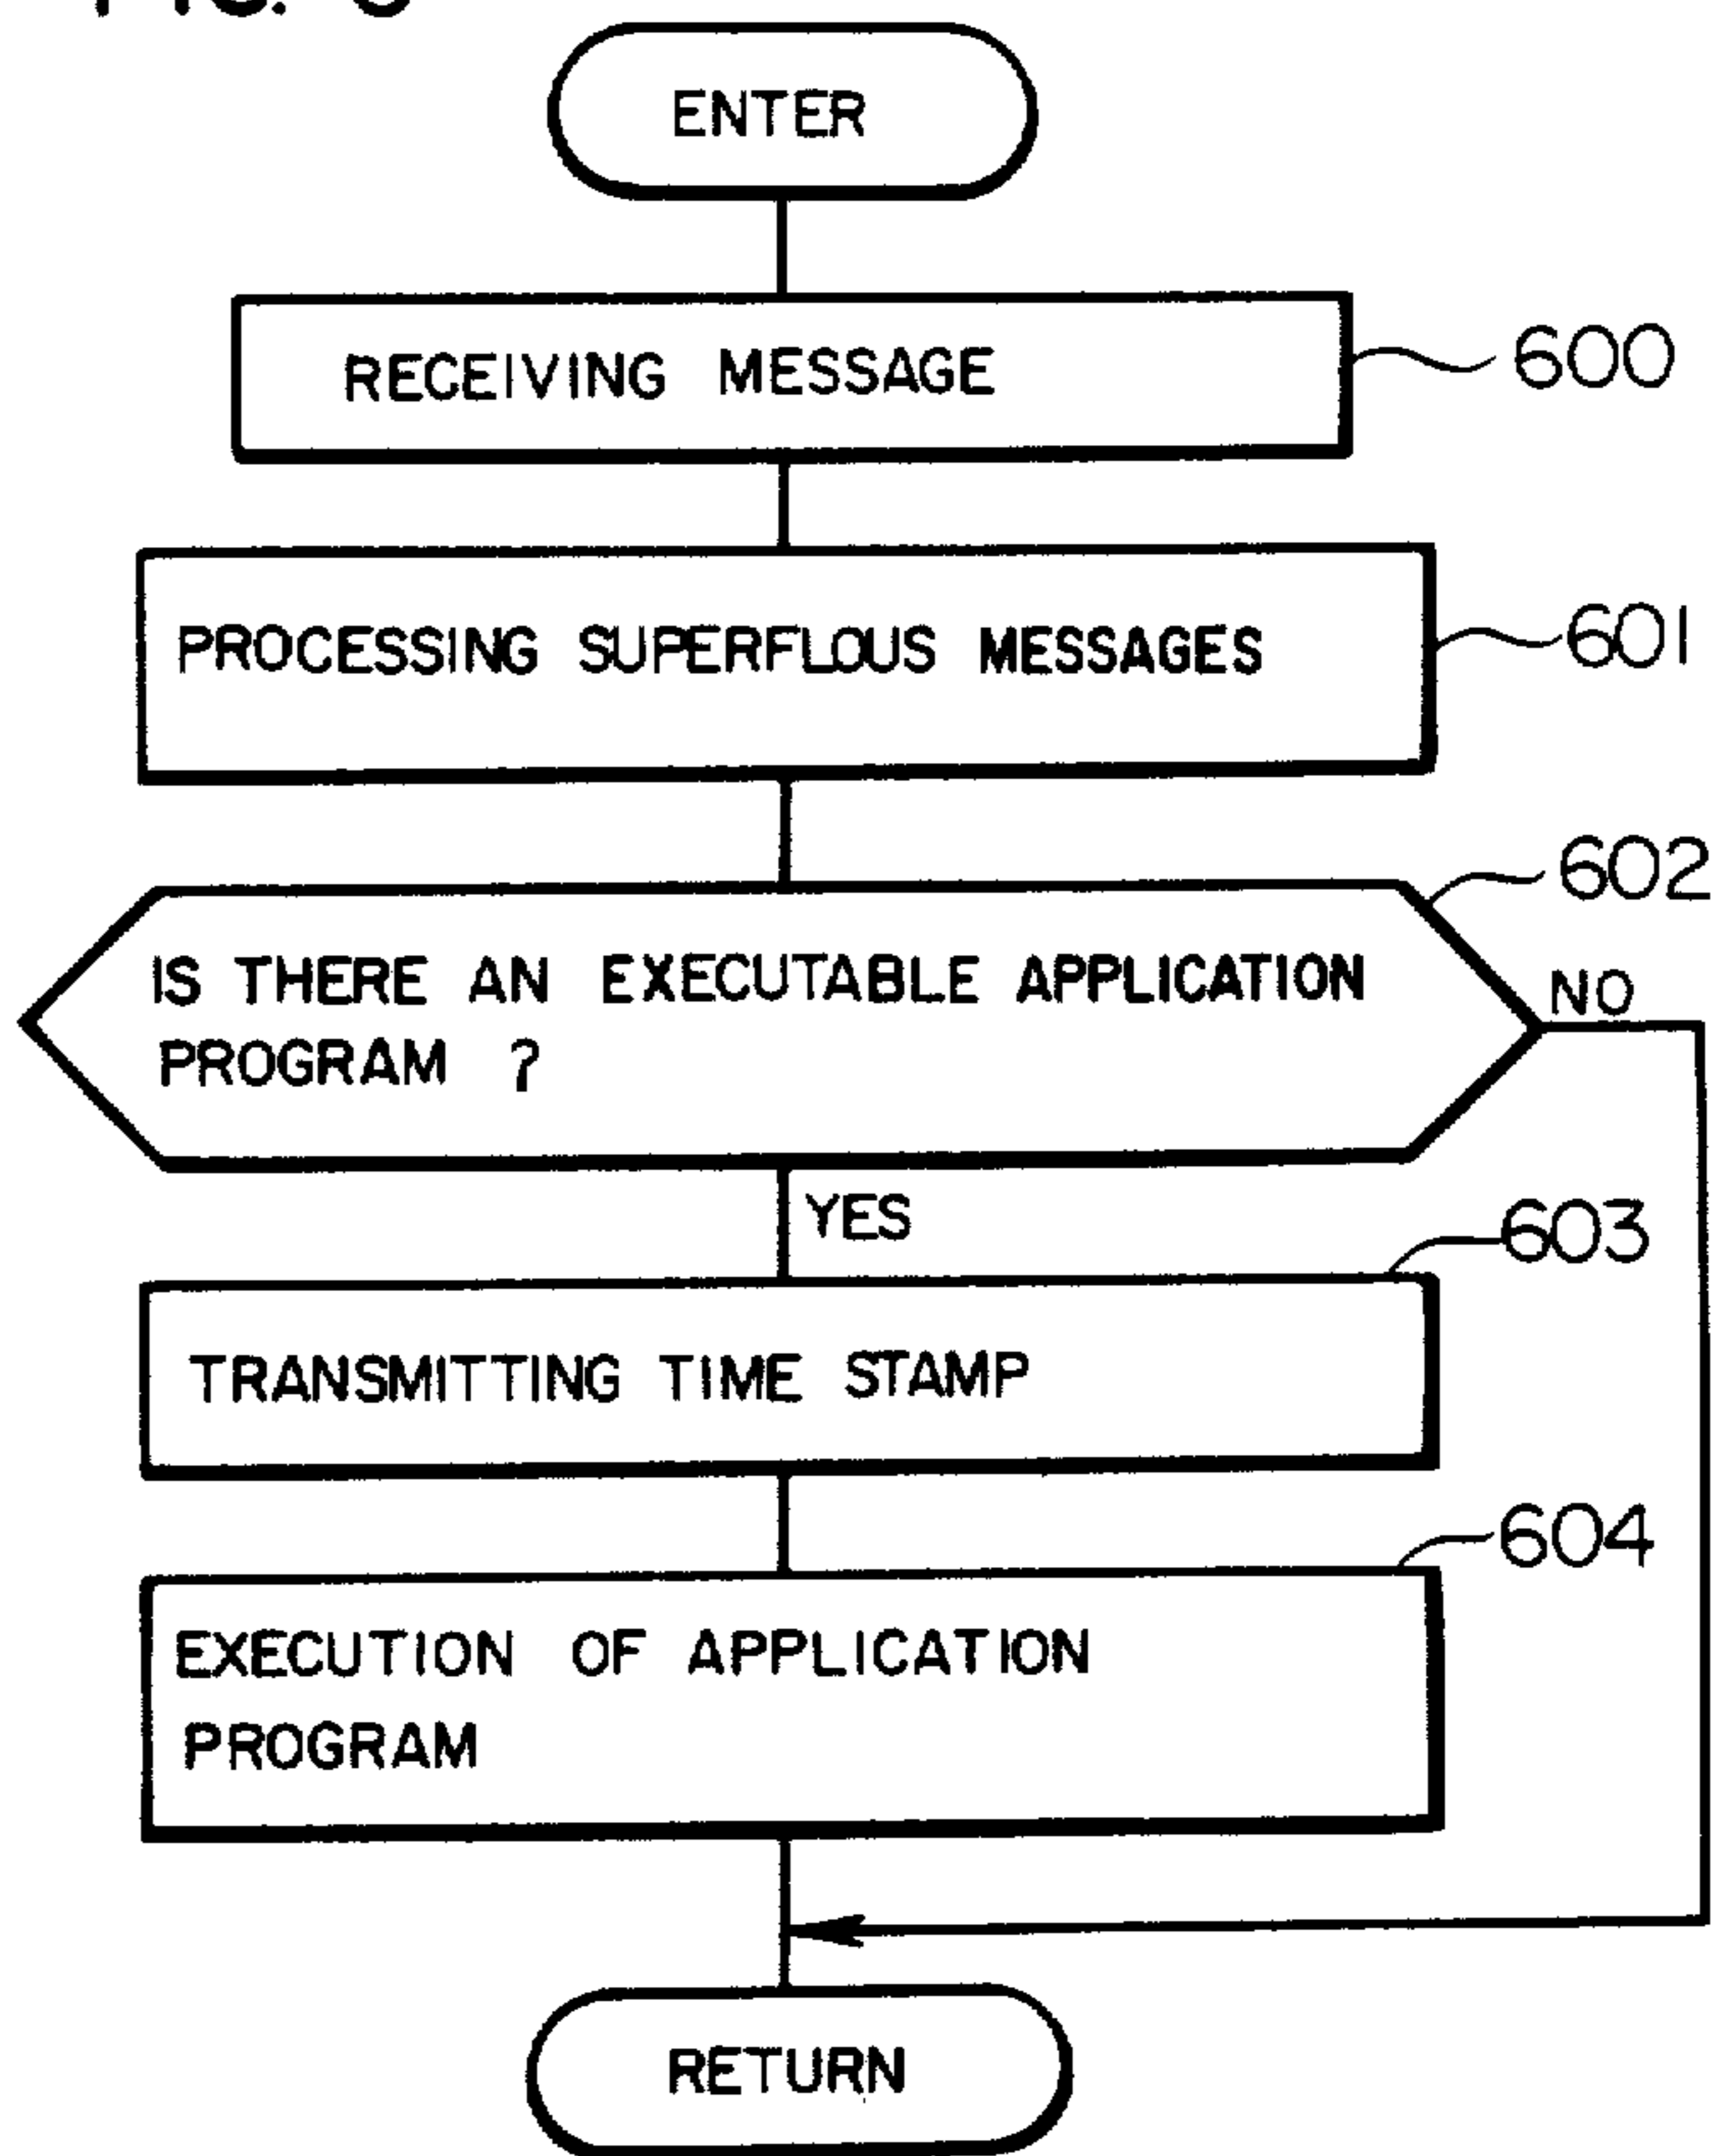 ENTER
RECEIVING MESSAGE
600
PROCESSING SUPERFLOUS MESSAGES
601
602
IS THERE AN EXECUTABLE APPLICATION
PROGRAM ?
NO
YES
603
TRANSMITTING TIME STAMP
604
EXECUTION OF APPLICATION
PROGRAM
RETURN